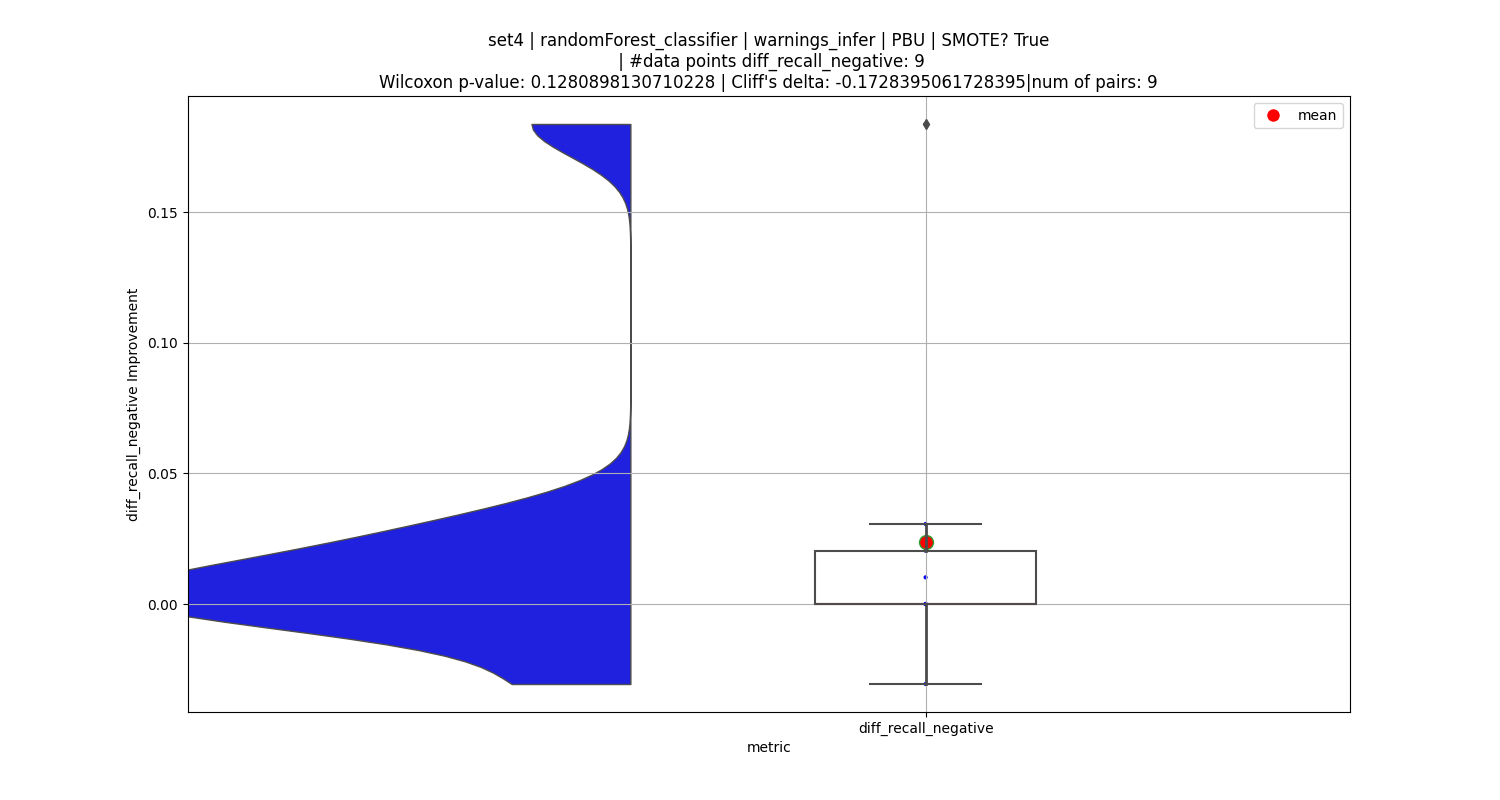 set4 | randomForest_classifier | warnings_infer | PBU | SMOTE? True
| #data points diff_recall_negative: 9
Wilcoxon p-value: 0.1280898130710228 | Cliff's delta: -0.1728395061728395|num of pairs: 9
mean
0.15
0.10
0.05
0.00
diff_recall_negative Improvement
diff_recall_negative
metric